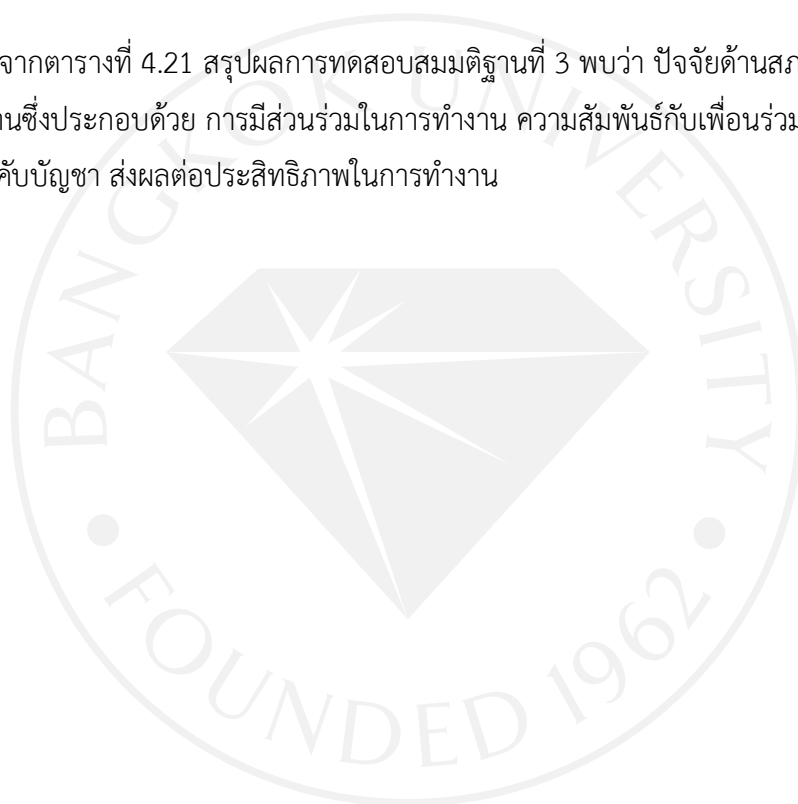 จากตารางที่ 4.21 สรุปผลการทดสอบสมมติฐานที่ 3 พบว่า ปัจจัยด้านสภ
านซึ่งประกอบด้วย การมีส่วนร่วมในการทำงาน ความสัมพันธ์กับเพื่อนร่วม
คับบัญชา ส่งผลต่อประสิทธิภาพในการทำงาน
BANGKOK UNIVERSITY
• FOUNDED 1962 •